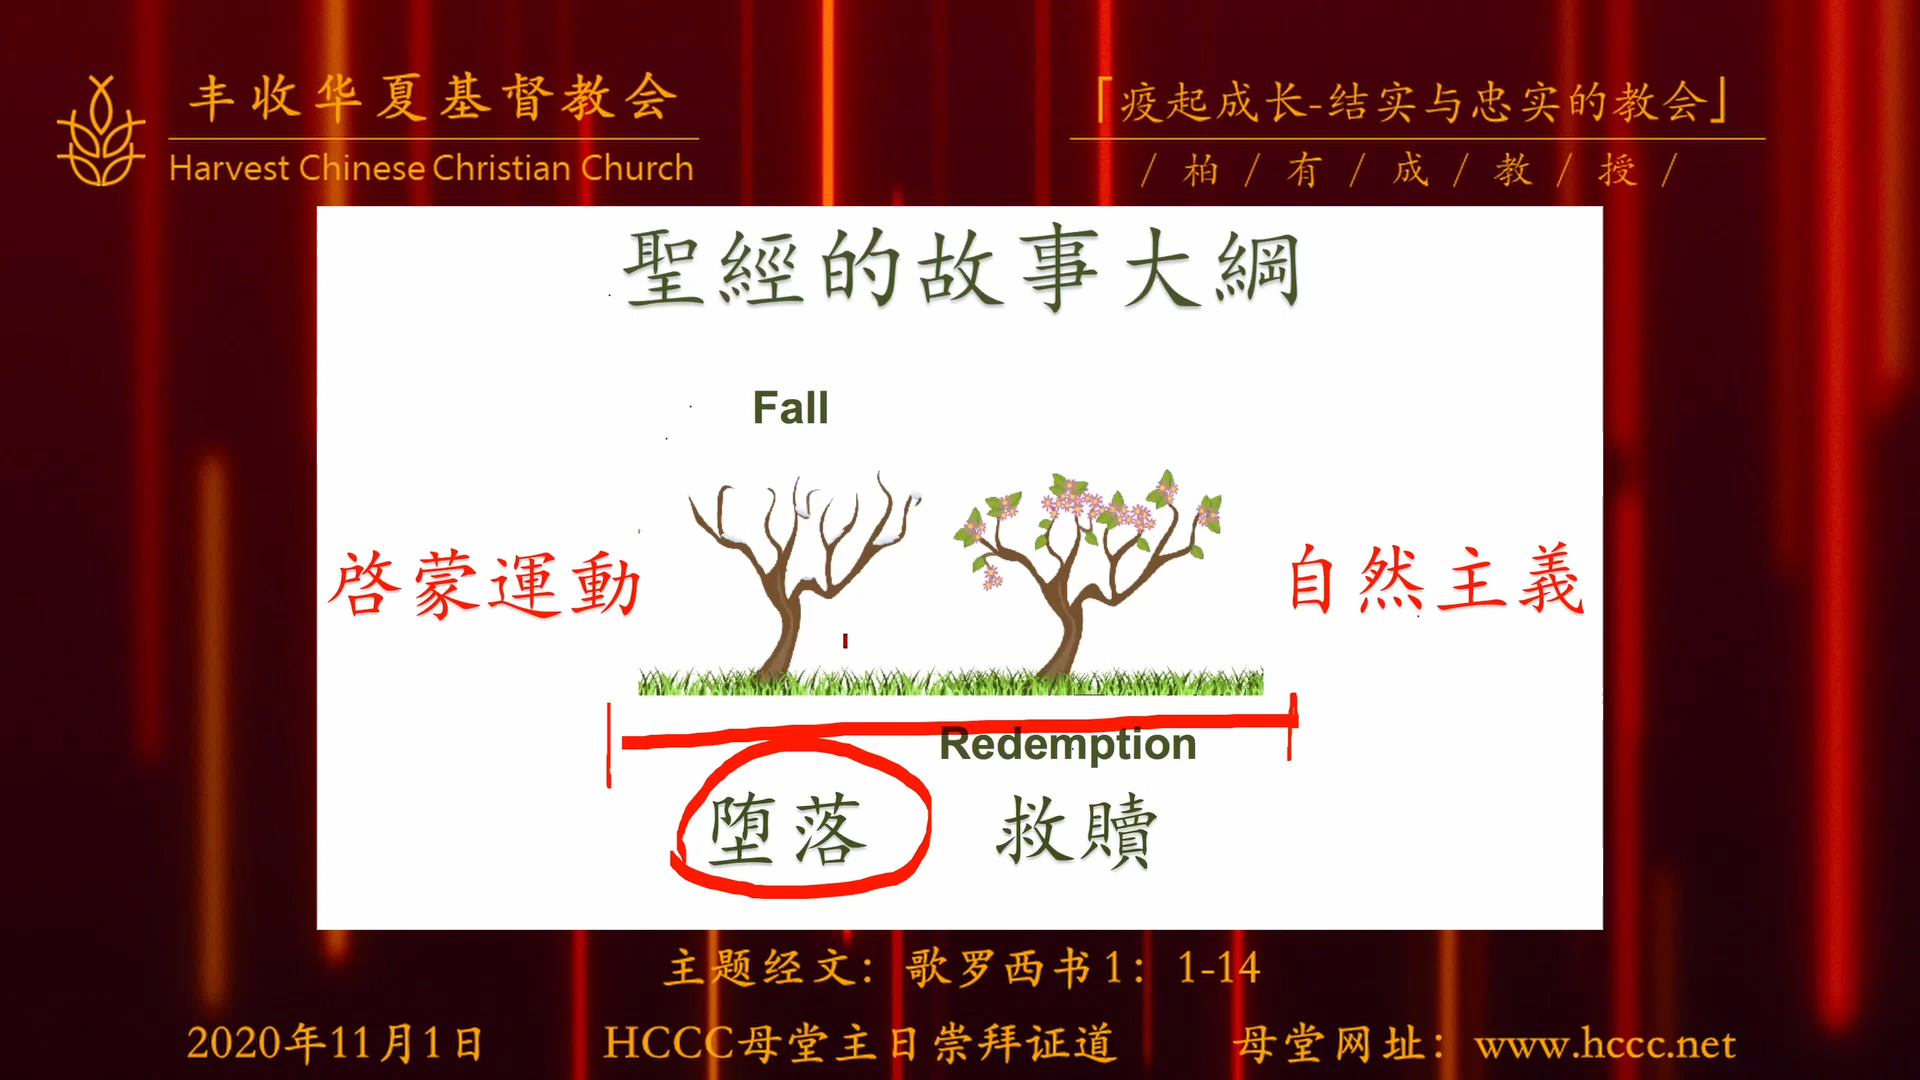 丰收华夏基督教会
Harvest Chinese Christian Church
「疫起成长-结实与忠实的教会」
/ 柏 / 有 / 成 / 教 / 授 /
聖經的故事大綱
Fall
啓蒙運動
自然主義
Redemption
堕落
救贖
主题经文：歌罗西书1：1-14
2020年11月1日
HCCC母堂主日崇拜证道
母堂网址：www.hccc.net